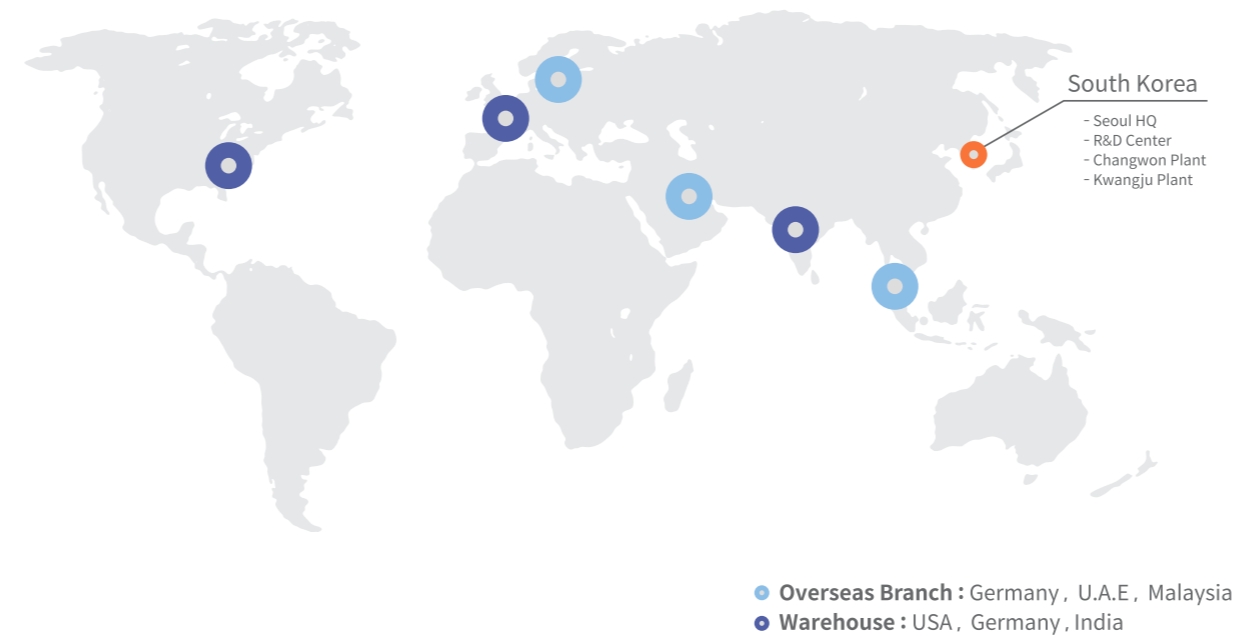 South Korea
- Seoul HQ
- R&D Center
- Changwon Plant
- Kwangju Plant
Overseas Branch : Germany , U.A.E , Malaysia
Warehouse : USA , Germany , India